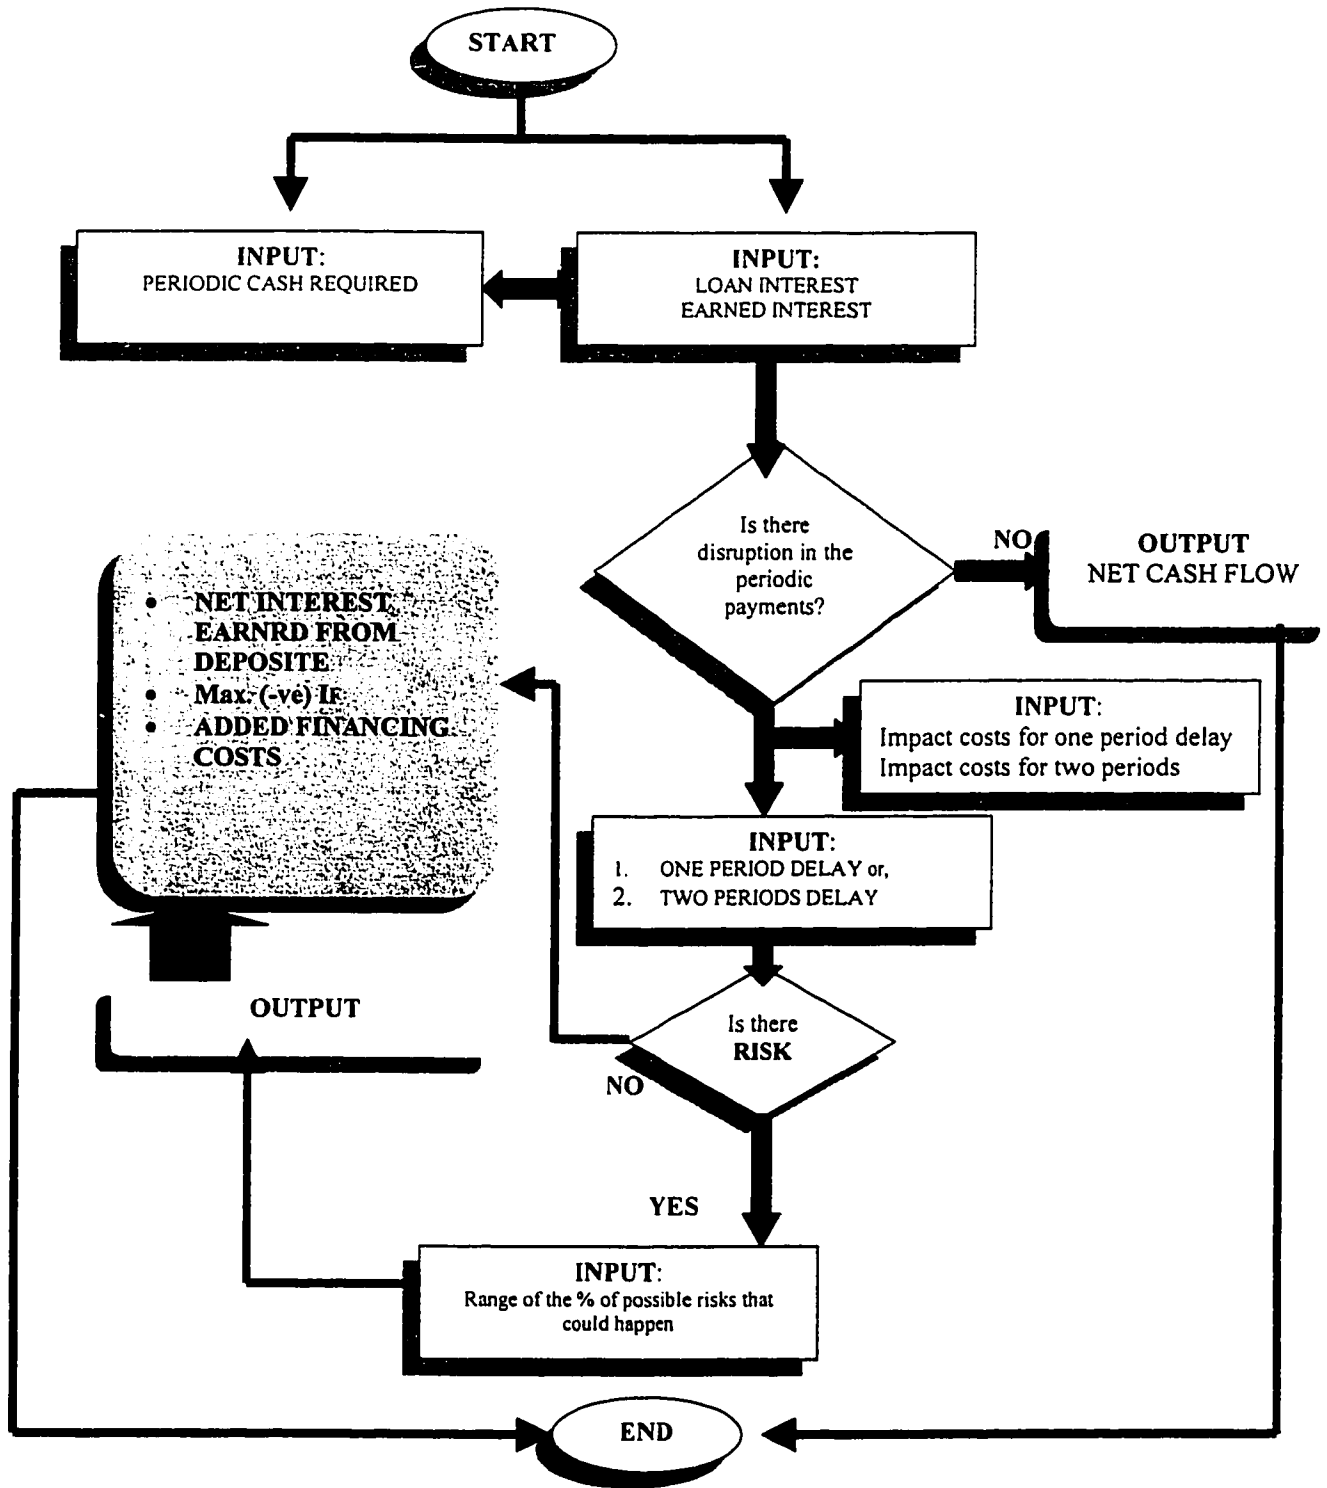 START
INPUT:
PERIODIC CASH REQUIRED
INPUT:
LOAN INTEREST
EARNED INTEREST
Is there
disruption in the
periodic
payments?
NO
OUTPUT
NET CASH FLOW
• NET INTEREST
EARNRD FROM
DEPOSITE
• Max. (-ve) IF
• ADDED FINANCING
COSTS
INPUT:
Impact costs for one period delay
Impact costs for two periods
INPUT:
1. ONE PERIOD DELAY or,
2. TWO PERIODS DELAY
OUTPUT
Is there
RISK
NO
YES
INPUT:
Range of the % of possible risks that
could happen
END